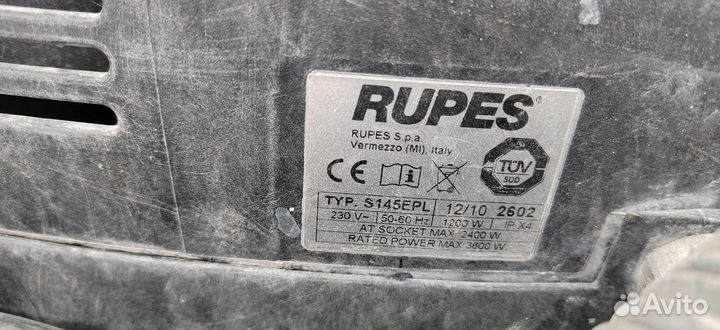 RUPES®
RUPES S.p.a.
Vermezzo (MI), Italy
CE
TÜV
SÜD
TYP. S145EPL 12/10 2602
230 V~ 50-60 Hz 1200 W IP X4
AT SOCKET MAX 2400 W
RATED POWER MAX 3600 W
Avito